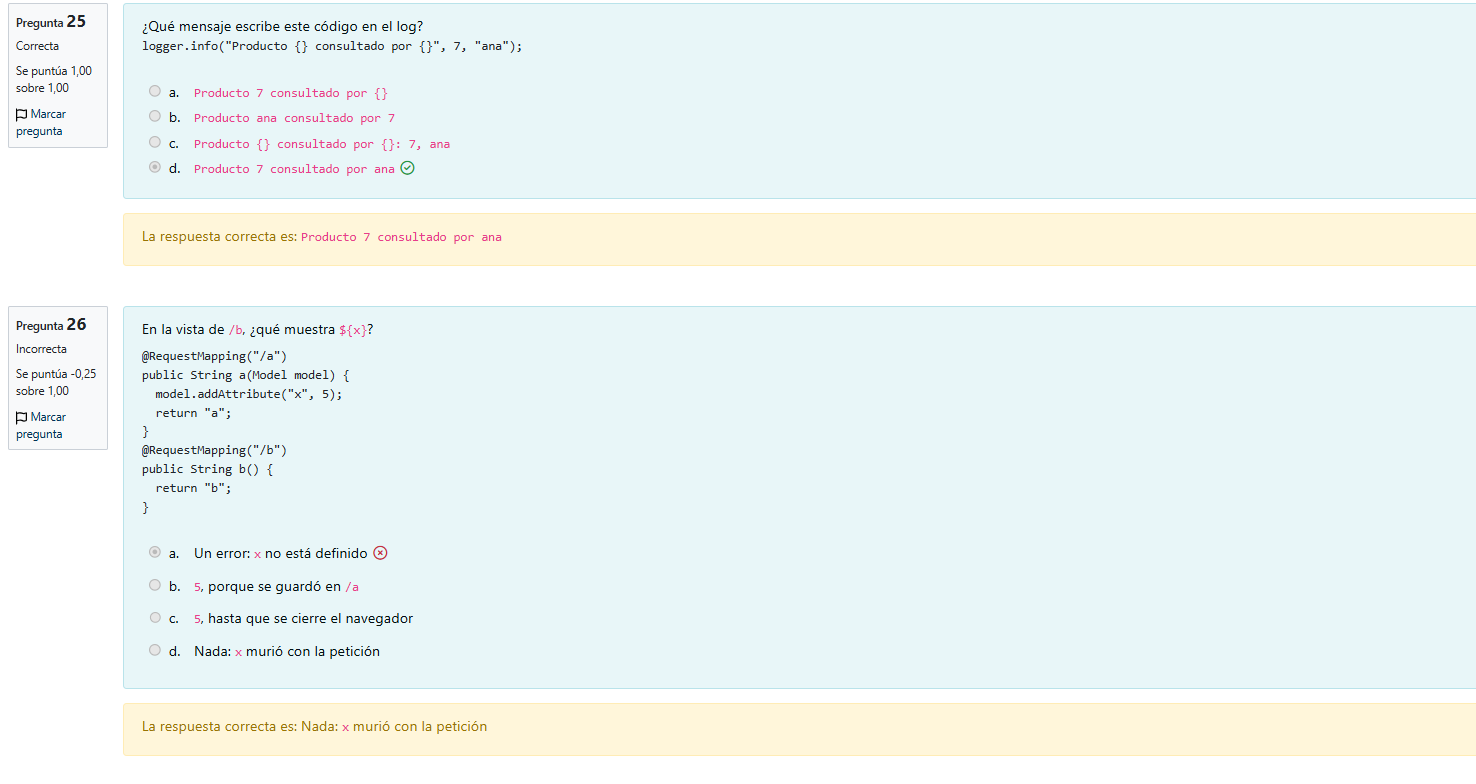 Pregunta 25
Correcta
Se puntúa 1,00
sobre 1,00
Marcar
pregunta
¿Qué mensaje escribe este código en el log?
logger.info("Producto {} consultado por {}", 7, "ana");
a. Producto 7 consultado por {}
b. Producto ana consultado por 7
c. Producto {} consultado por {}: 7, ana
d. Producto 7 consultado por ana
La respuesta correcta es: Producto 7 consultado por ana
Pregunta 26
Incorrecta
Se puntúa -0,25
sobre 1,00
Marcar
pregunta
En la vista de /b, ¿qué muestra ${x}?
@RequestMapping("/a")
public String a(Model model) {
  model.addAttribute("x", 5);
  return "a";
}
@RequestMapping("/b")
public String b() {
  return "b";
}
a. Un error: x no está definido
b. 5, porque se guardó en /a
c. 5, hasta que se cierre el navegador
d. Nada: x murió con la petición
La respuesta correcta es: Nada: x murió con la petición